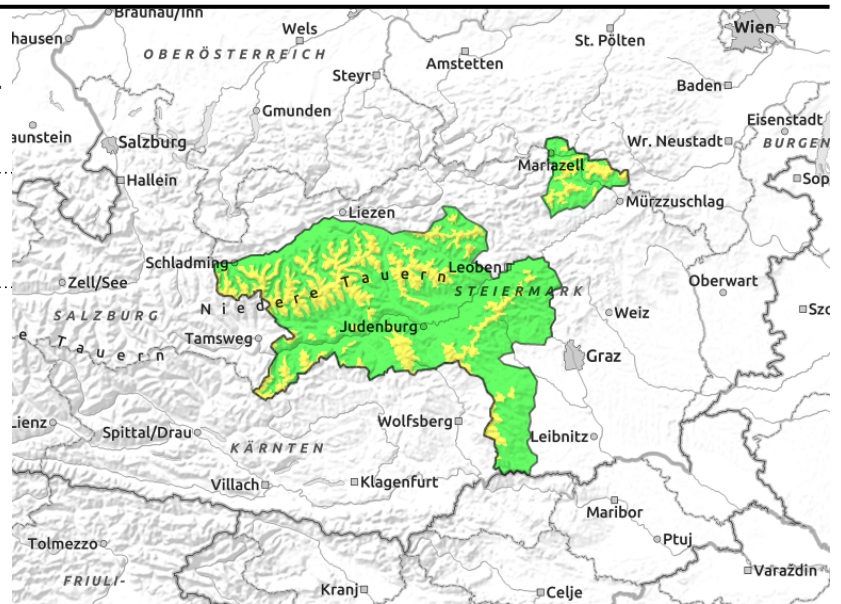 Braunau/Inn
Wels
Wien
hausen
OBERÖSTERREICH
St. Pölten
Steyr
Amstetten
Baden
Gmunden
Eisenstadt
aunstein
Salzburg
Wr. Neustadt
BURGEN
Mariazell
Hallein
Sop
Mürzzuschlag
Liezen
Schladming
Leoben
Zell/See
Niedere Tauern
STEIERMARK
Oberwart
SALZBURG
Judenburg
Weiz
Szo
e Tauern
Tamsweg
Graz
Lienz
Wolfsberg
Spittal/Drau
Leibnitz
KÄRNTEN
Villach
Klagenfurt
Maribor
Tolmezzo
Ptuj
FRIULI-
Varaždin
Kranj
Celje